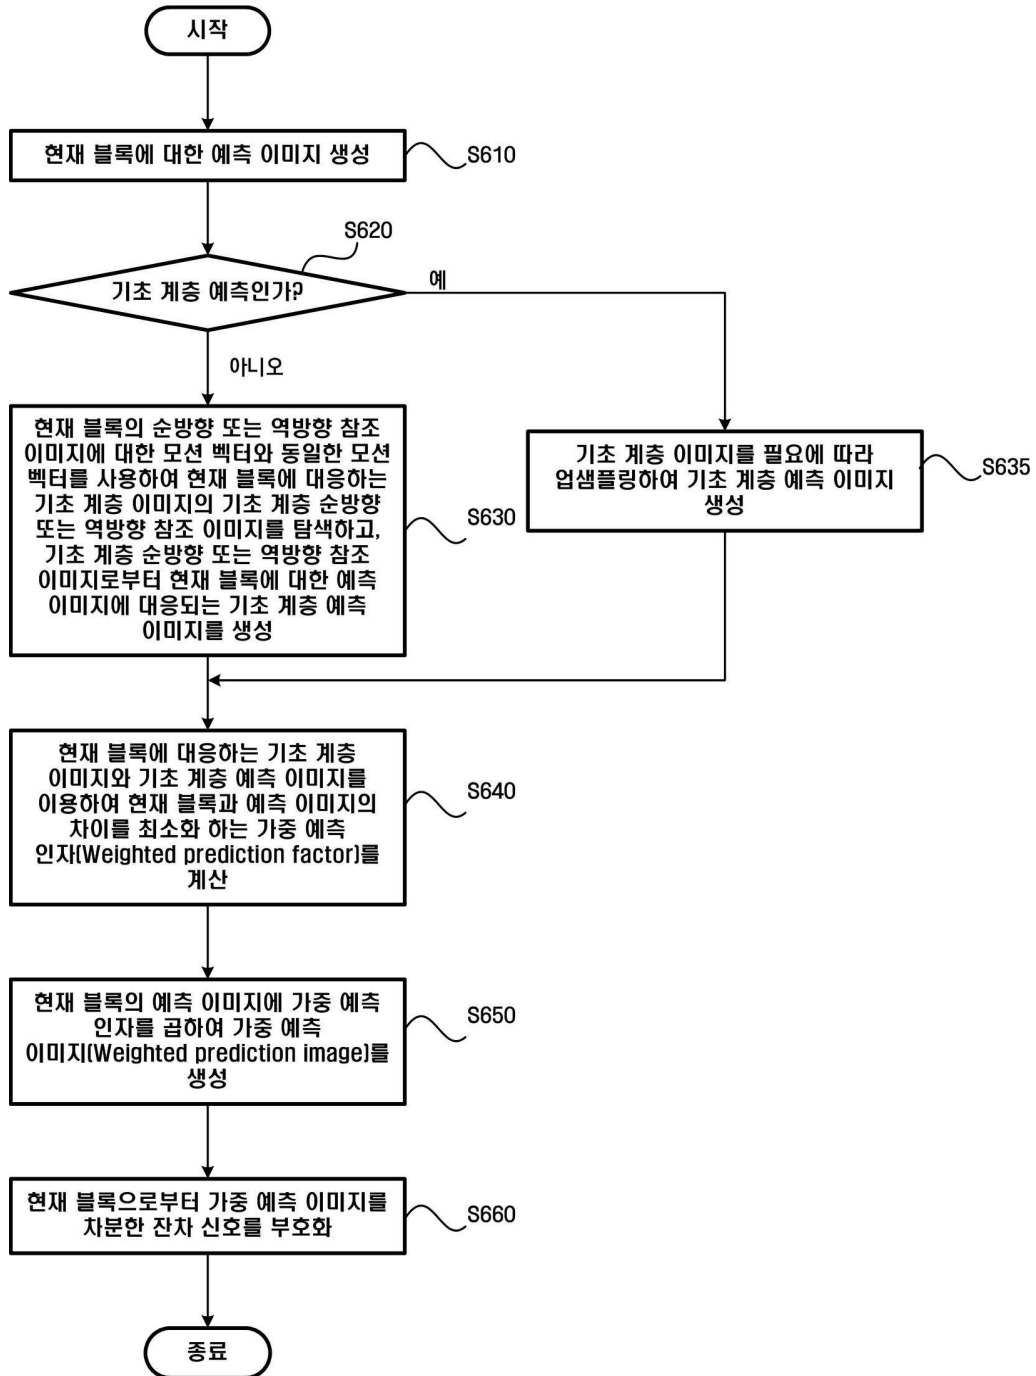 시작
현재 블록에 대한 예측 이미지 생성
S610
S620
기초 계층 예측인가?
예
아니오
현재 블록의 순방향 또는 역방향 참조
이미지에 대한 모션 벡터와 동일한 모션
벡터를 사용하여 현재 블록에 대응하는
기초 계층 이미지의 기초 계층 순방향
또는 역방향 참조 이미지를 탐색하고,
기초 계층 순방향 또는 역방향 참조
이미지로부터 현재 블록에 대한 예측
이미지에 대응되는 기초 계층 예측
이미지를 생성
S630
기초 계층 이미지를 필요에 따라
업샘플링하여 기초 계층 예측 이미지
생성
S635
현재 블록에 대응하는 기초 계층
이미지와 기초 계층 예측 이미지를
이용하여 현재 블록과 예측 이미지의
차이를 최소화 하는 가중 예측
인자(Weighted prediction factor)를
계산
S640
현재 블록의 예측 이미지에 가중 예측
인자를 곱하여 가중 예측
이미지(Weighted prediction image)를
생성
S650
현재 블록으로부터 가중 예측 이미지를
차분한 잔차 신호를 부호화
S660
종료